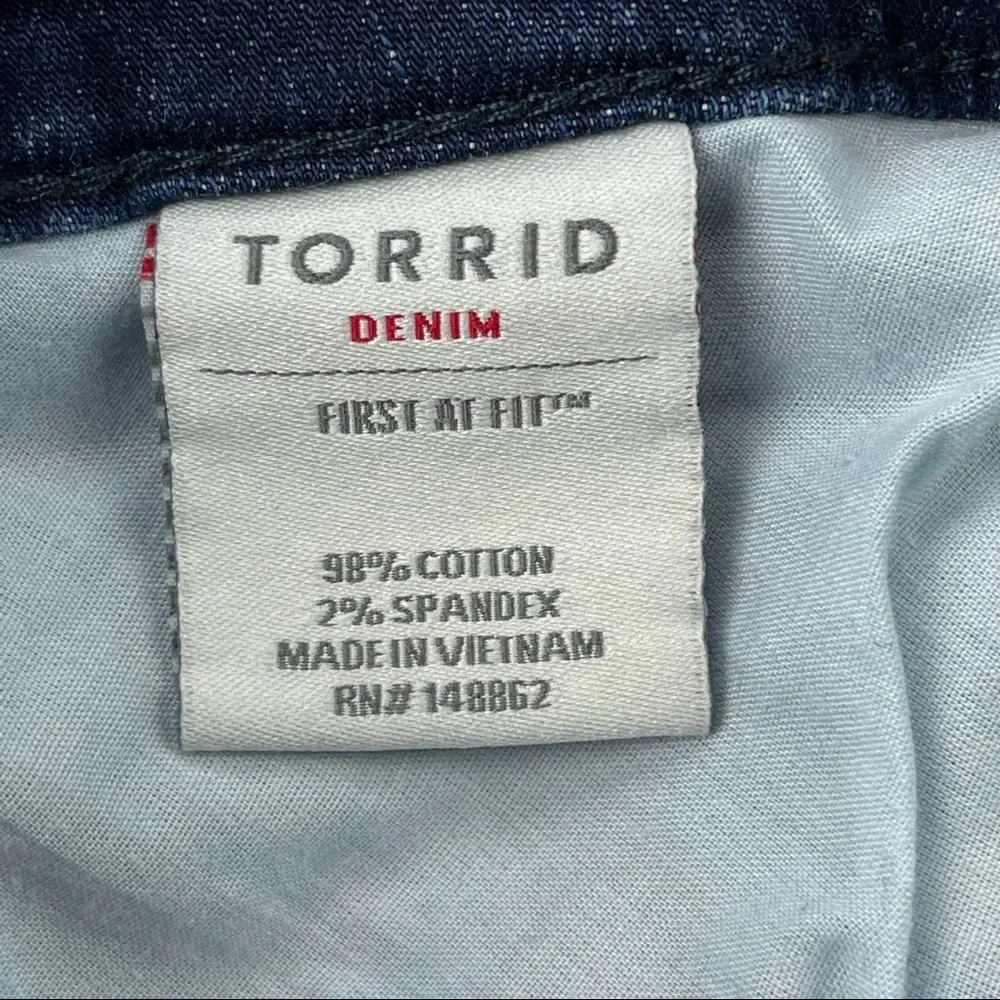 TORRID
DENIM
FIRST AT FIT™
98% COTTON
2% SPANDEX
MADE IN VIETNAM
RN# 148862